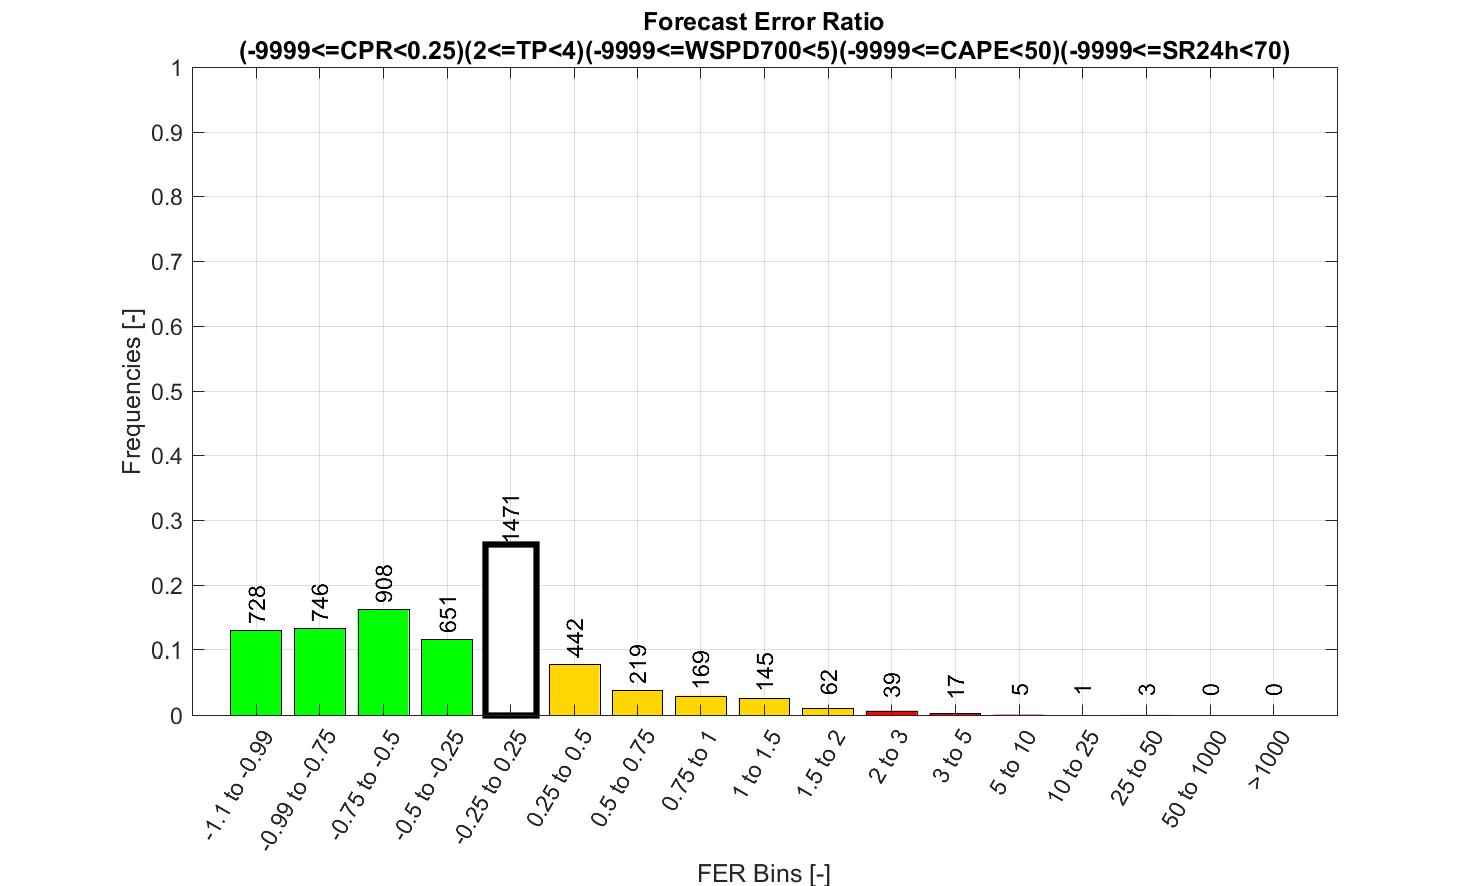 Forecast Error Ratio
(-9999<=CPR<0.25)(2<=TP<4)(-9999<=WSPD700<5)(-9999<=CAPE<50)(-9999<=SR24h<70)
Frequencies [-]
1
0.9
0.8
0.7
0.6
0.5
0.4
0.3
0.2
0.1
0
728
746
908
651
1471
442
219
169
145
62
39
17
5
1
3
0
0
-1.1 to -0.99
-0.99 to -0.75
-0.75 to -0.5
-0.5 to -0.25
-0.25 to 0.25
0.25 to 0.5
0.5 to 0.75
0.75 to 1
1 to 1.5
1.5 to 2
2 to 3
3 to 5
5 to 10
10 to 25
25 to 50
50 to 1000
>1000
FER Bins [-]